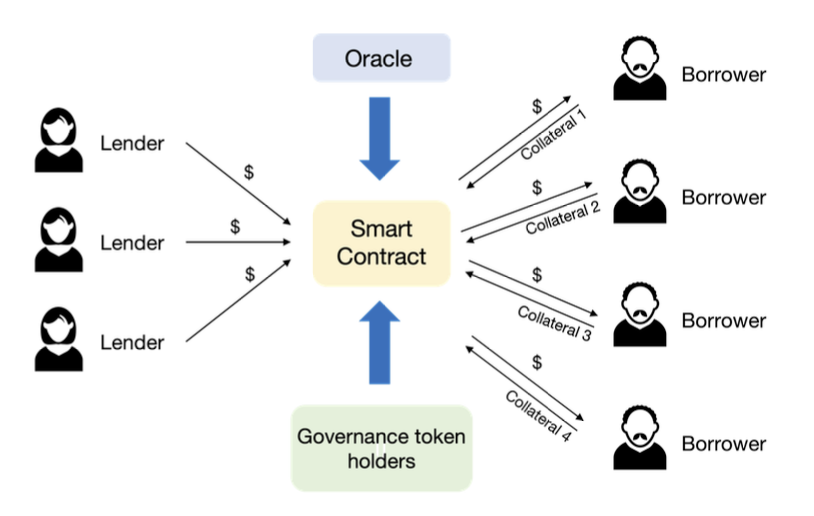 Oracle
Borrower
$
Collateral 1
Lender
$
$
Collateral 2
Borrower
Smart
Contract
Lender
$
Lender
$
$
Collateral 3
Borrower
$
Collateral 4
Borrower
Governance token
holders